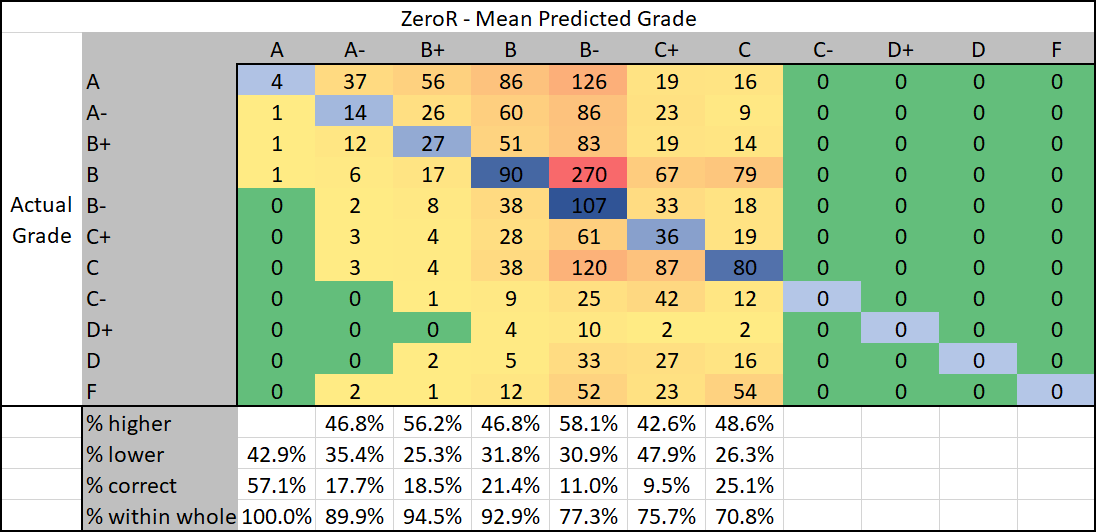 ZeroR - Mean Predicted Grade
A A- B+ B B- C+ C C- D+ D F
A 4 37 56 86 126 19 16 0 0 0 0
A- 1 14 26 60 86 23 9 0 0 0 0
B+ 1 12 27 51 83 19 14 0 0 0 0
B 1 6 17 90 270 67 79 0 0 0 0
Actual Grade
B- 0 2 8 38 107 33 18 0 0 0 0
C+ 0 3 4 28 61 36 19 0 0 0 0
C 0 3 4 38 120 87 80 0 0 0 0
C- 0 0 1 9 25 42 12 0 0 0 0
D+ 0 0 0 4 10 2 2 0 0 0 0
D 0 0 2 5 33 27 16 0 0 0 0
F 0 2 1 12 52 23 54 0 0 0 0
% higher 46.8% 56.2% 46.8% 58.1% 42.6% 48.6%
% lower 42.9% 35.4% 25.3% 31.8% 30.9% 47.9% 26.3%
% correct 57.1% 17.7% 18.5% 21.4% 11.0% 9.5% 25.1%
% within whole 100.0% 89.9% 94.5% 92.9% 77.3% 75.7% 70.8%